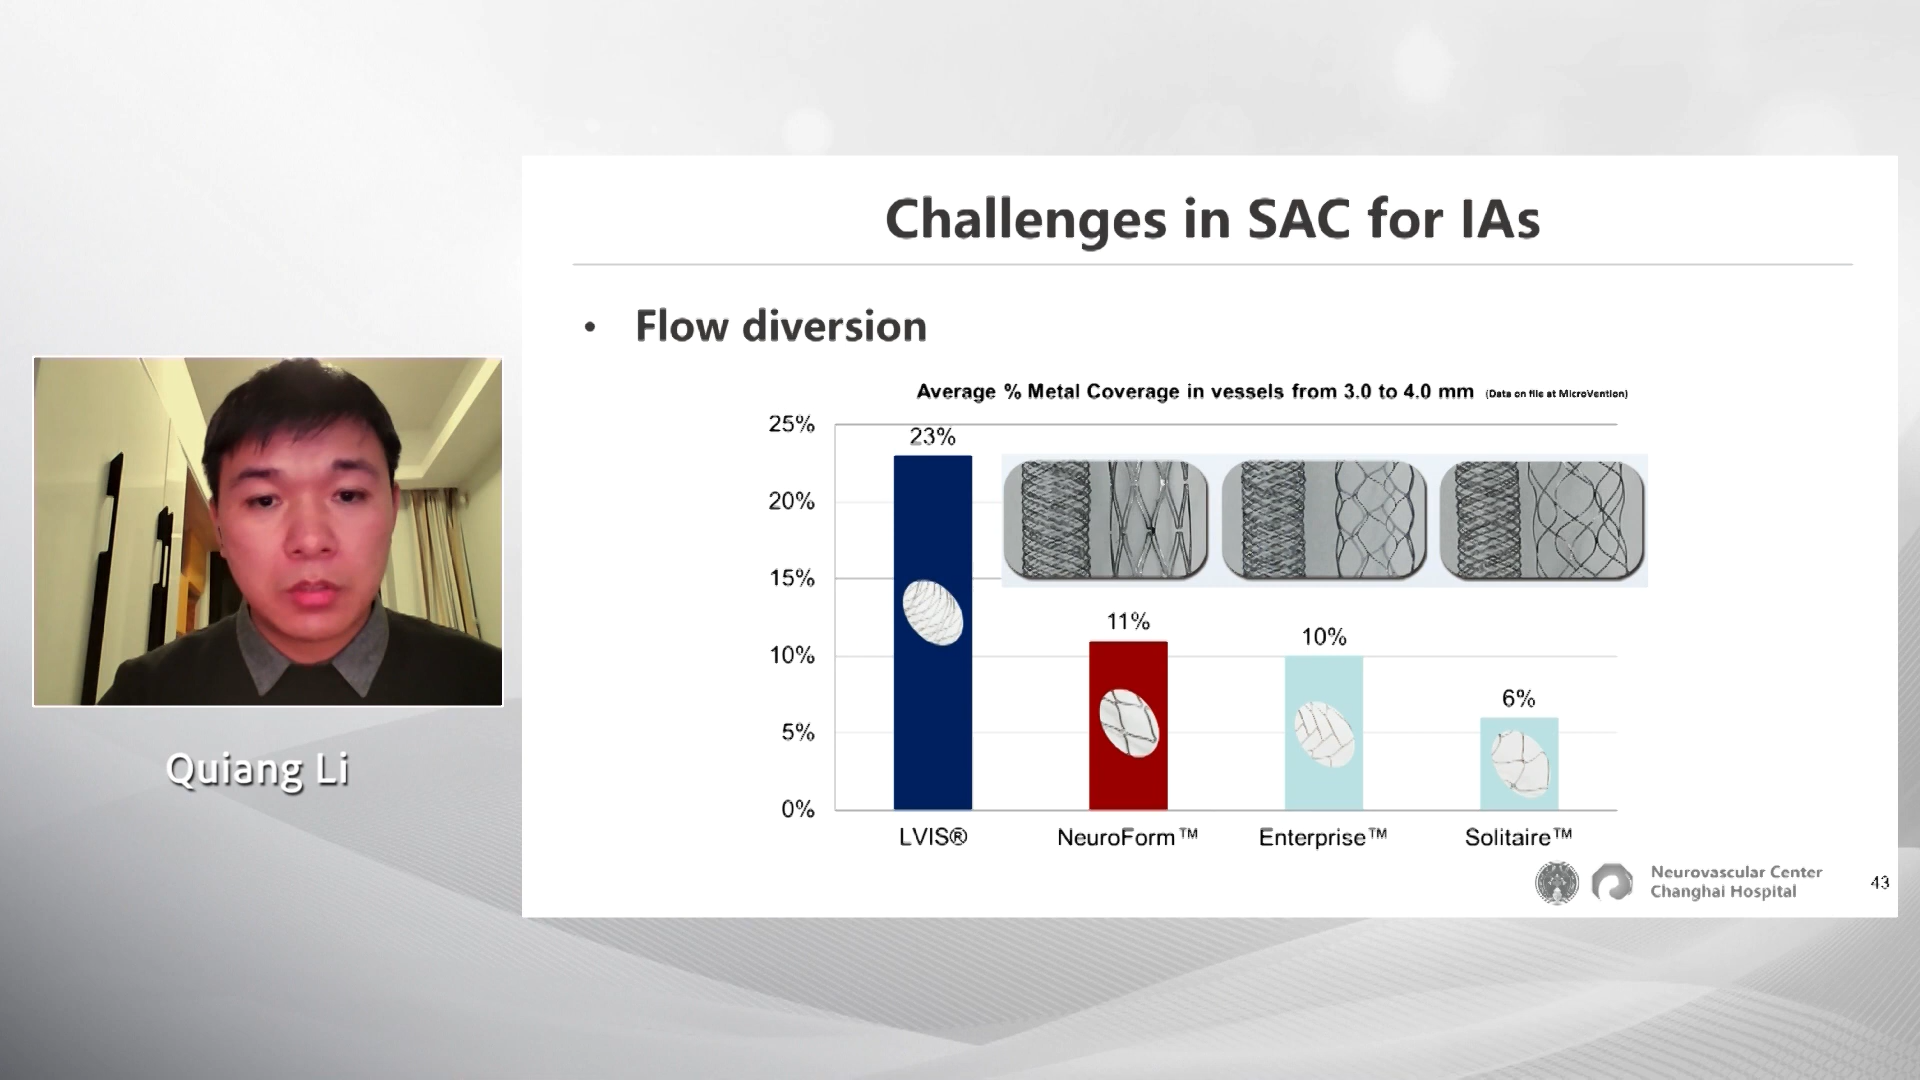 Challenges in SAC for IAs
• Flow diversion
Average % Metal Coverage in vessels from 3.0 to 4.0 mm (Data on file at MicroVention)
25%
20%
15%
10%
5%
0%
23%
11%
10%
6%
LVIS®
NeuroForm™
Enterprise™
Solitaire™
Neurovascular Center
Changhai Hospital
43
Quiang Li